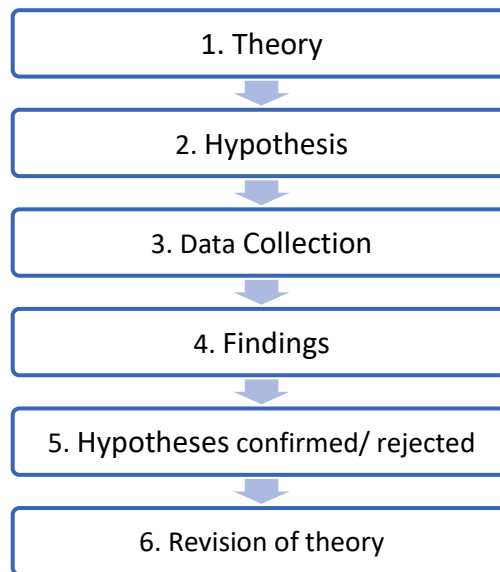 1. Theory
2. Hypothesis
3. Data Collection
4. Findings
5. Hypotheses confirmed/ rejected
6. Revision of theory